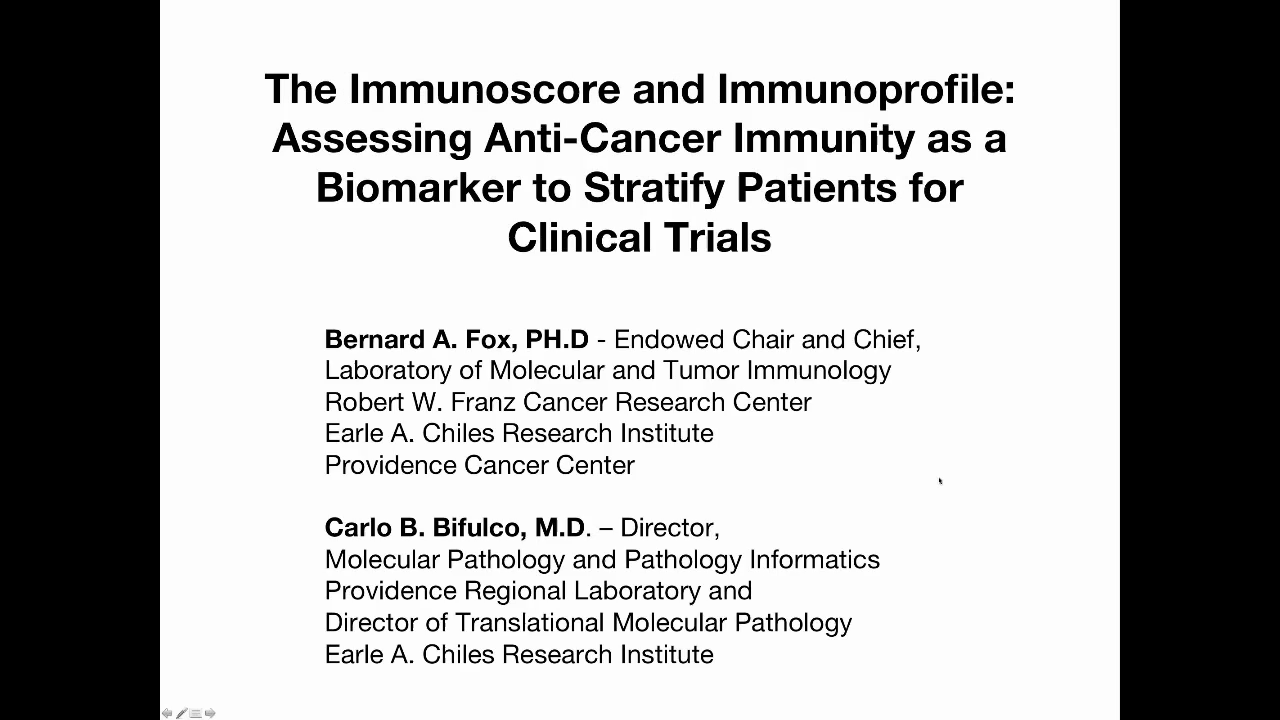 The Immunoscore and Immunoprofile:
Assessing Anti-Cancer Immunity as a
Biomarker to Stratify Patients for
Clinical Trials
Bernard A. Fox, PH.D - Endowed Chair and Chief,
Laboratory of Molecular and Tumor Immunology
Robert W. Franz Cancer Research Center
Earle A. Chiles Research Institute
Providence Cancer Center
Carlo B. Bifulco, M.D. – Director,
Molecular Pathology and Pathology Informatics
Providence Regional Laboratory and
Director of Translational Molecular Pathology
Earle A. Chiles Research Institute